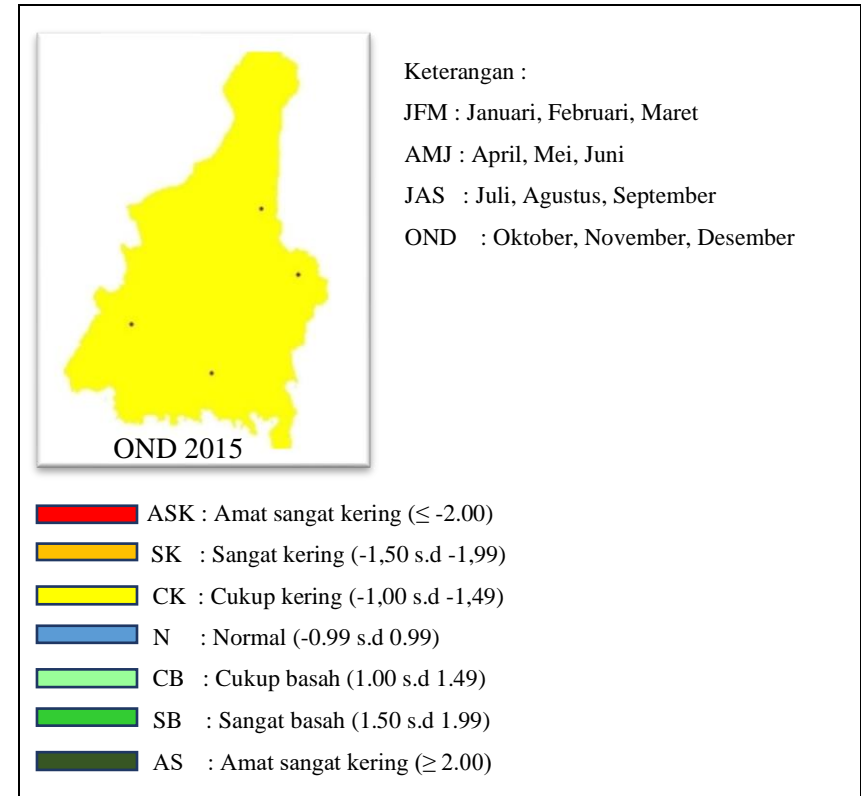 Keterangan :
JFM : Januari, Februari, Maret
AMJ : April, Mei, Juni
JAS : Juli, Agustus, September
OND : Oktober, November, Desember
OND 2015
ASK : Amat sangat kering (≤ -2.00)
SK : Sangat kering (-1,50 s.d -1,99)
CK : Cukup kering (-1,00 s.d -1,49)
N : Normal (-0.99 s.d 0.99)
CB : Cukup basah (1.00 s.d 1.49)
SB : Sangat basah (1.50 s.d 1.99)
AS : Amat sangat kering (≥ 2.00)